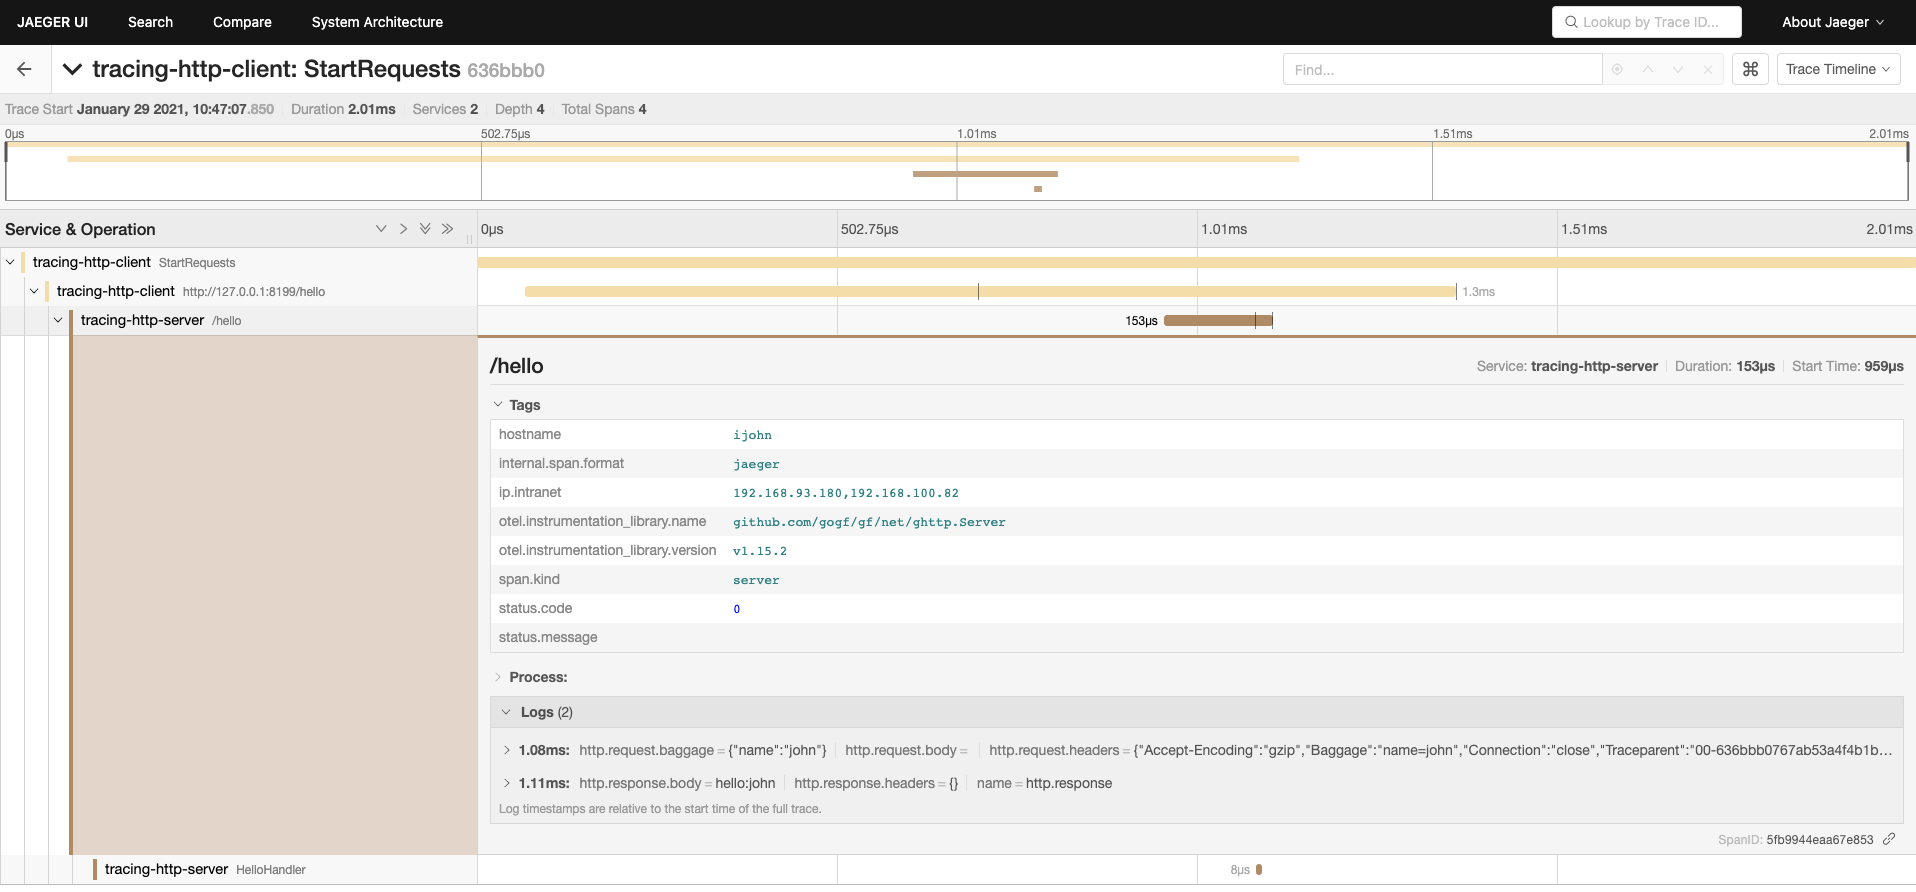 JAEGER UI Search Compare System Architecture Lookup by Trace ID... About Jaeger
tracing-http-client: StartRequests 636bbb0 Find... ⌘ Trace Timeline
Trace Start January 29 2021, 10:47:07.850 Duration 2.01ms Services 2 Depth 4 Total Spans 4
0μs 502.75μs 1.01ms 1.51ms 2.01ms
Service & Operation 0μs 502.75μs 1.01ms 1.51ms 2.01ms
tracing-http-client StartRequests
tracing-http-client http://127.0.0.1:8199/hello 1.3ms
tracing-http-server /hello 153μs
/hello Service: tracing-http-server Duration: 153μs Start Time: 959μs
Tags
hostname ijohn
internal.span.format jaeger
ip.intranet 192.168.93.180,192.168.100.82
otel.instrumentation_library.name github.com/gogf/gf/net/ghttp.Server
otel.instrumentation_library.version v1.15.2
span.kind server
status.code 0
status.message
Process:
Logs (2)
1.08ms: http.request.baggage = {"name":"john"} http.request.body = http.request.headers = {"Accept-Encoding":"gzip","Baggage":"name=john","Connection":"close","Traceparent":"00-636bbb0767ab53a4f4b1b...
1.11ms: http.response.body = hello:john http.response.headers = {} name = http.response
Log timestamps are relative to the start time of the full trace.
SpanID: 5fb9944eaa67e853
tracing-http-server HelloHandler 8μs